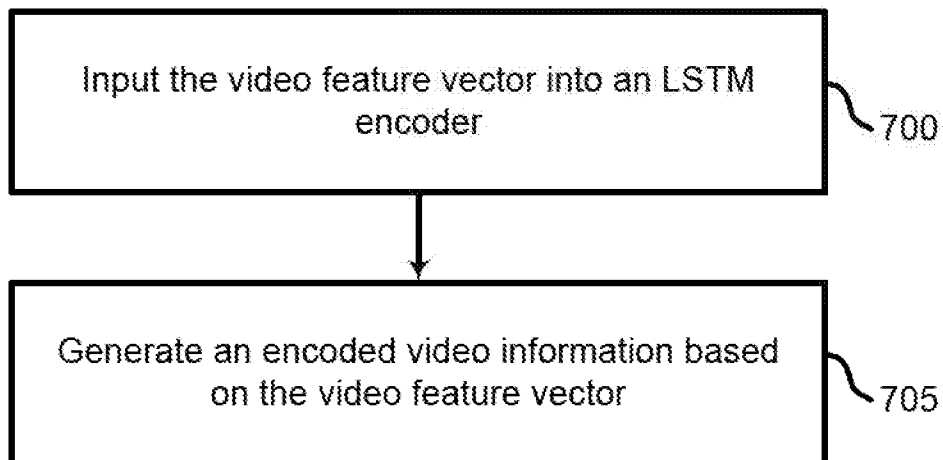 Input the video feature vector into an LSTM
encoder
700
Generate an encoded video information based
on the video feature vector
705